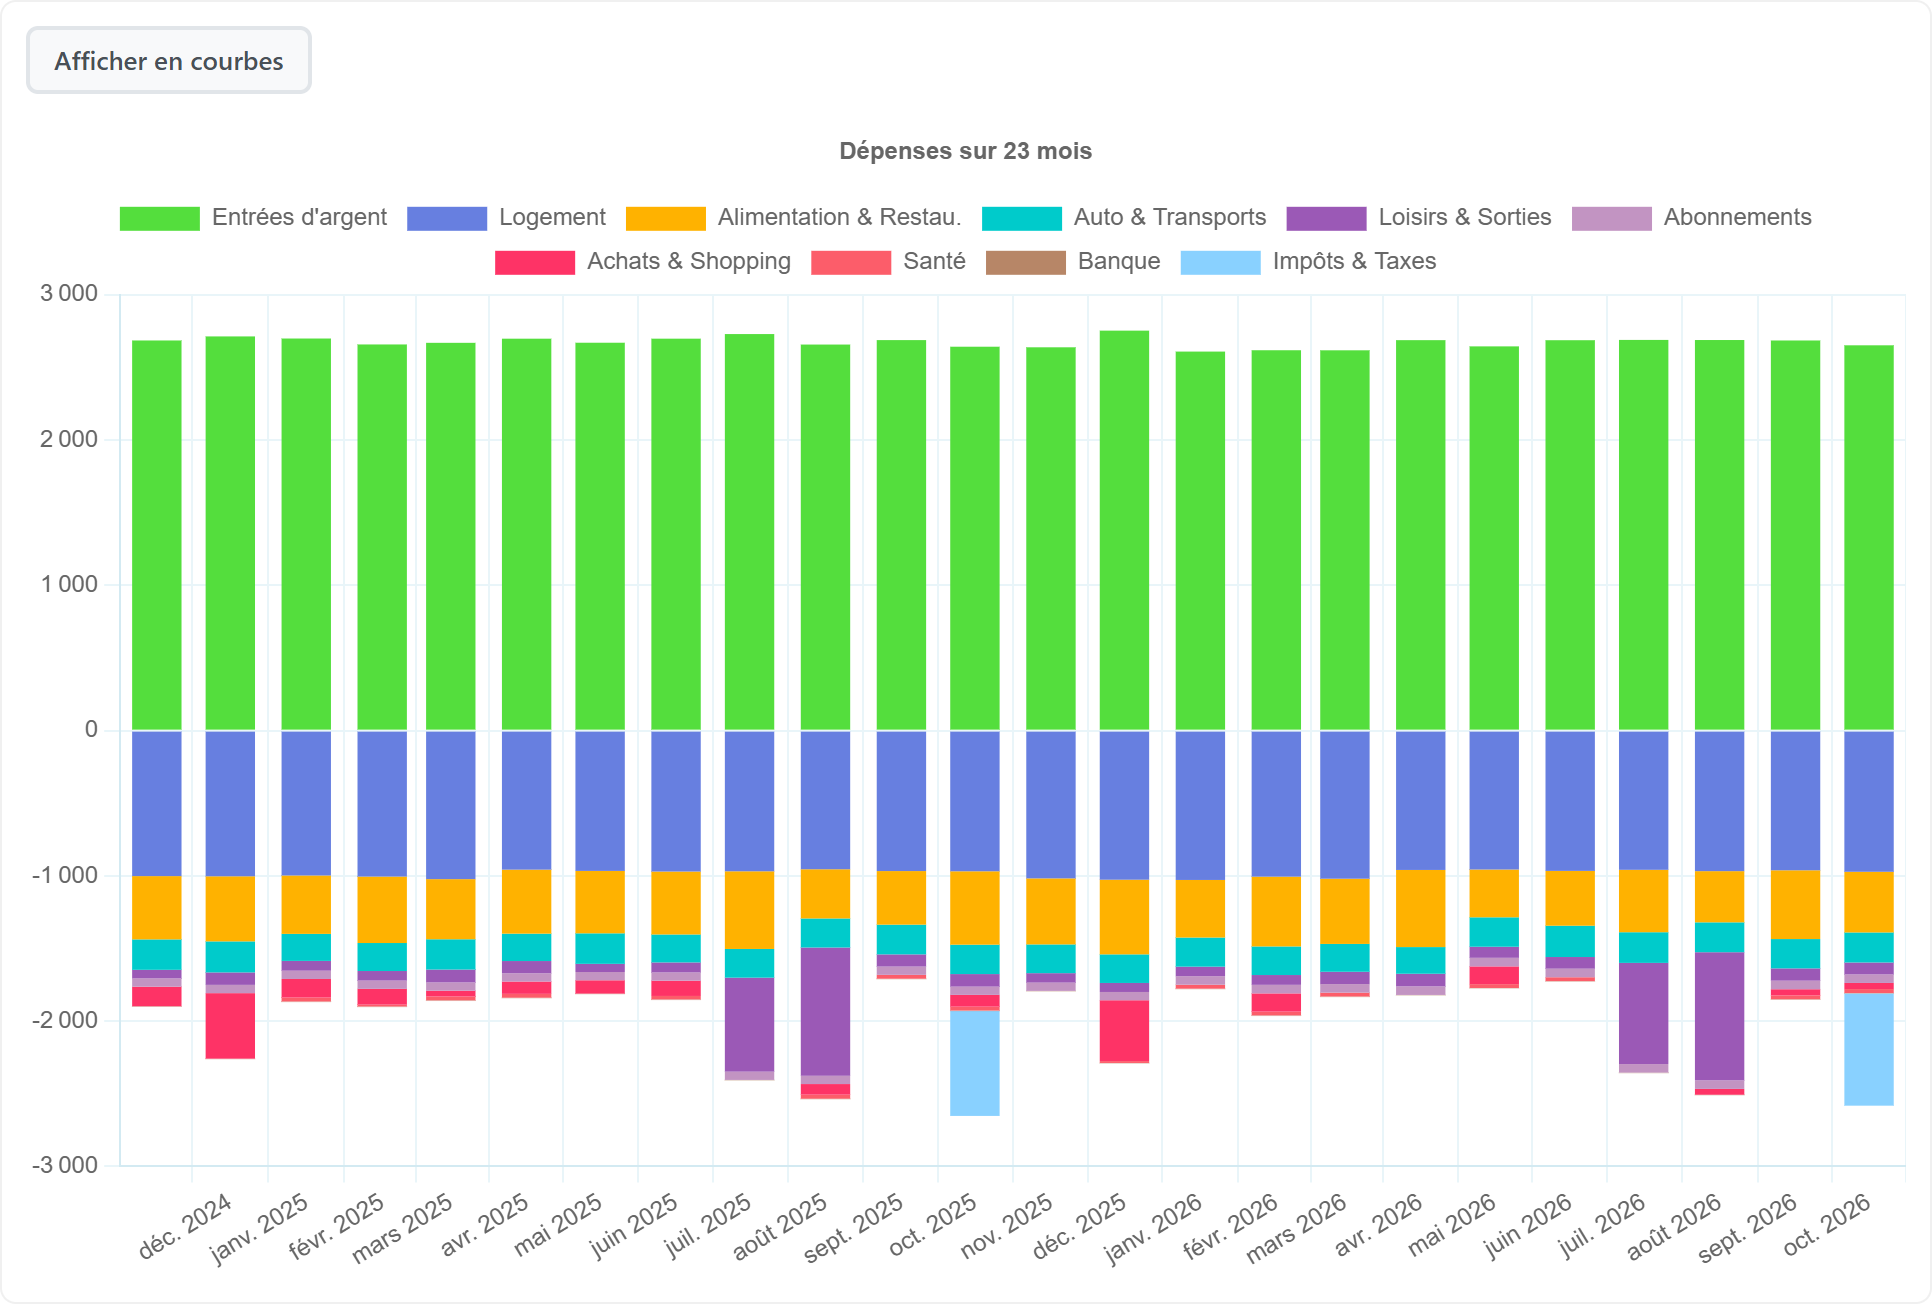 Afficher en courbes
Dépenses sur 23 mois
Entrées d'argent Logement Alimentation & Restau. Auto & Transports Loisirs & Sorties Abonnements
Achats & Shopping Santé Banque Impôts & Taxes
3 000
2 000
1 000
0
-1 000
-2 000
-3 000
déc. 2024 janv. 2025 févr. 2025 mars 2025 avr. 2025 mai 2025 juin 2025 juil. 2025 août 2025 sept. 2025 oct. 2025 nov. 2025 déc. 2025 janv. 2026 févr. 2026 mars 2026 avr. 2026 mai 2026 juin 2026 juil. 2026 août 2026 sept. 2026 oct. 2026